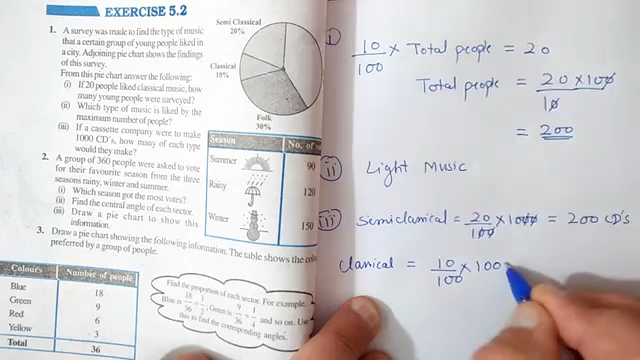 EXERCISE 5.2
1. A survey was made to find the type of music
that a certain group of young people liked in
a city. Adjoining pie chart shows the findings
of this survey.
From this pie chart answer the following:
(i) If 20 people liked classical music, how
many young people were surveyed?
(ii) Which type of music is liked by the
maximum number of people?
(iii) If a cassette company were to make
1000 CD's, how many of each type
would they make?
2. A group of 360 people were asked to vote
for their favourite season from the three
seasons rainy, winter and summer.
(i) Which season got the most votes?
(ii) Find the central angle of each sector.
(iii) Draw a pie chart to show this
information.
3. Draw a pie chart showing the following information. The table shows the
preferred by a group of people.
Semi Classical
20%
Classical
10%
Folk
30%
Season No. of
Summer 90
Rainy 120
Winter 150
Colours Number of people
Blue 18
Green 9
Red 6
Yellow 3
Total 36
Find the proportion of each sector. For example,
Blue is 18/36 = 1/2; Green is 9/36 = 1/4 and so on. Use
this to find the corresponding angles.
i)
10/100 × Total people = 20
Total people = 20 × 100/10
= 200
ii) Light Music
iii) Semiclanical = 20/100 × 1000 = 200 CD's
Clanical = 10/100 × 100